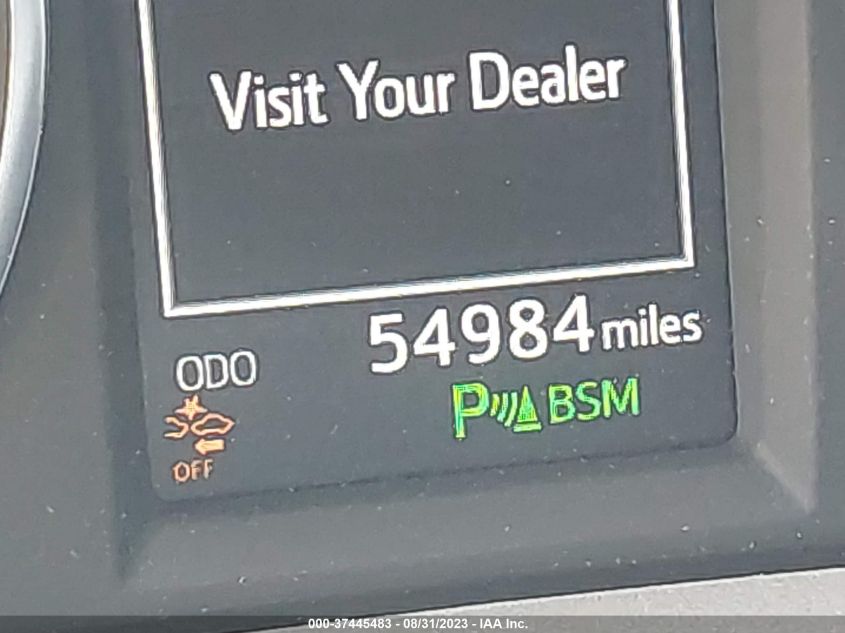 Visit Your Dealer
54984 miles
ODO
P BSM
OFF
000-37445483 - 08/31/2023 - IAA Inc.